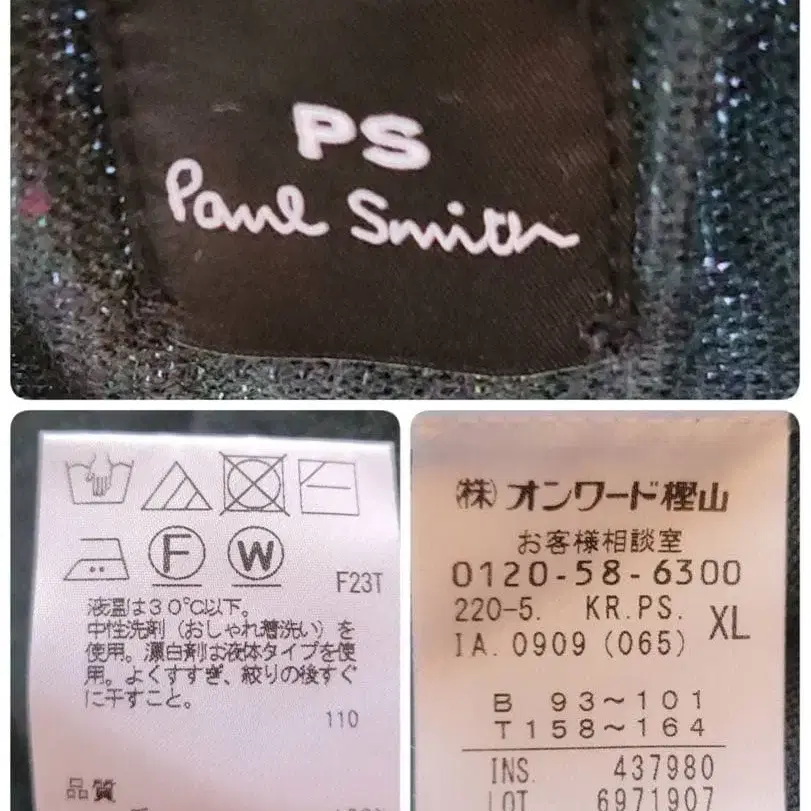 PS
Paul Smith
F W
F23T
液温は30℃以下。
中性洗剤(おしゃれ着洗い)を
使用。漂白剤は液体タイプを使
用。よくすすぎ、絞りの後すぐ
に干すこと。
110
品質
(株)オンワード樫山
お客様相談室
0120-58-6300
220-5. KR.PS. XL
IA.0909(065)
B 93~101
T158~164
INS. 437980
LOT 6971907